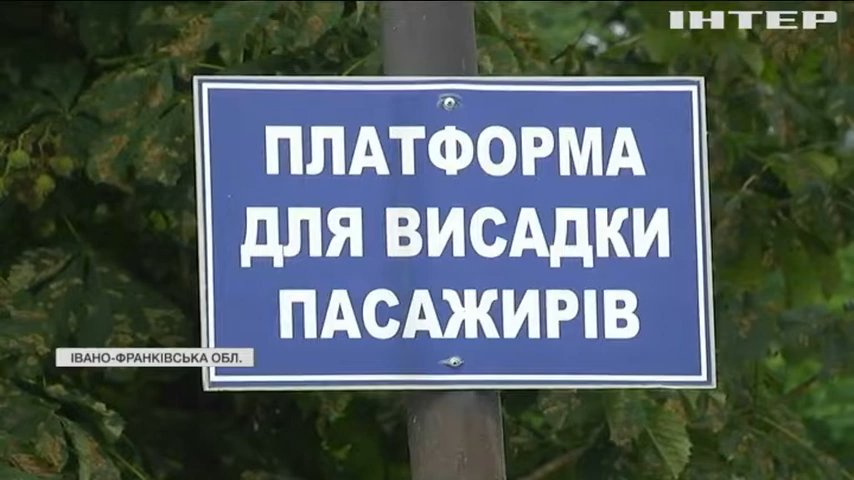 ІНТЕР
ПЛАТФОРМА
ДЛЯ ВИСАДКИ
ПАСАЖИРІВ
ІВАНО-ФРАНКІВСЬКА ОБЛ.